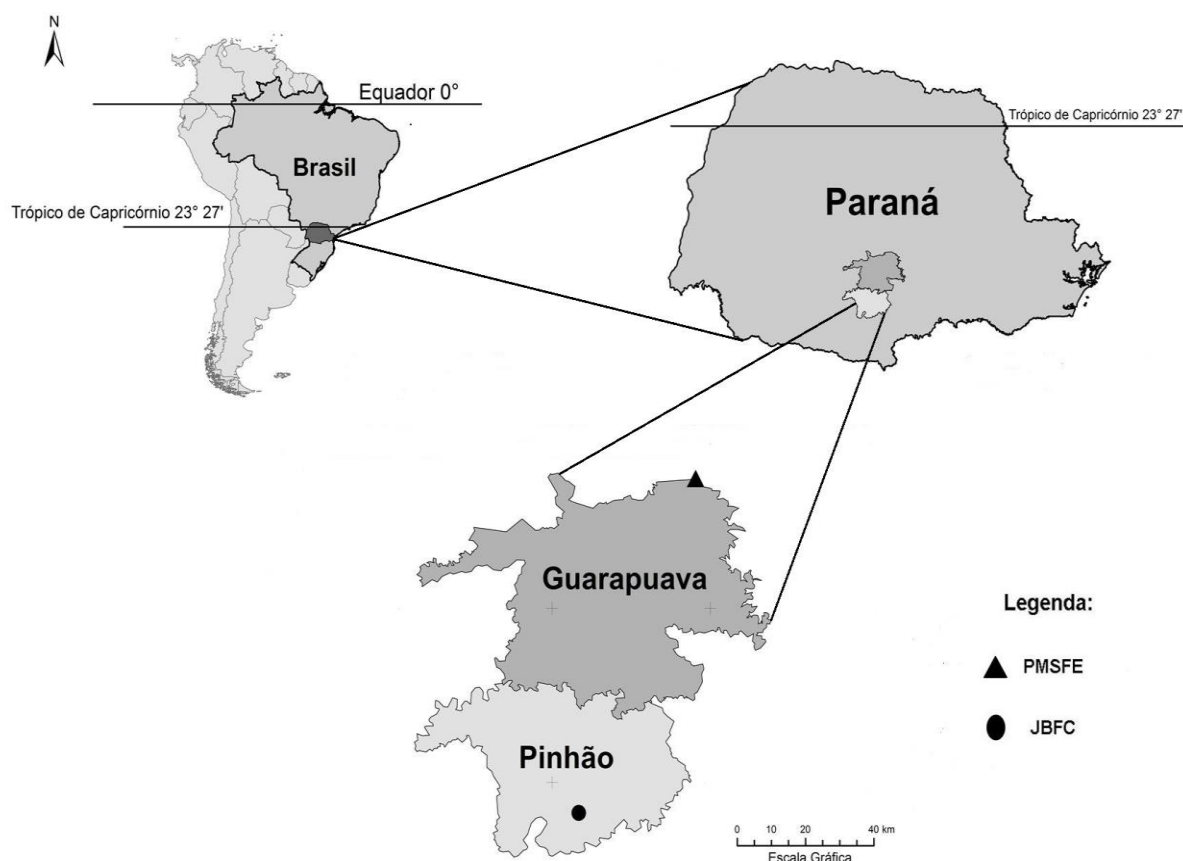 N
Equador 0°
Brasil
Trópico de Capricórnio 23° 27'
Trópico de Capricórnio 23° 27'
Paraná
Guarapuava
Pinhão
Legenda:
PMSFE
JBFC
0 10 20 40 km
Escala Gráfica